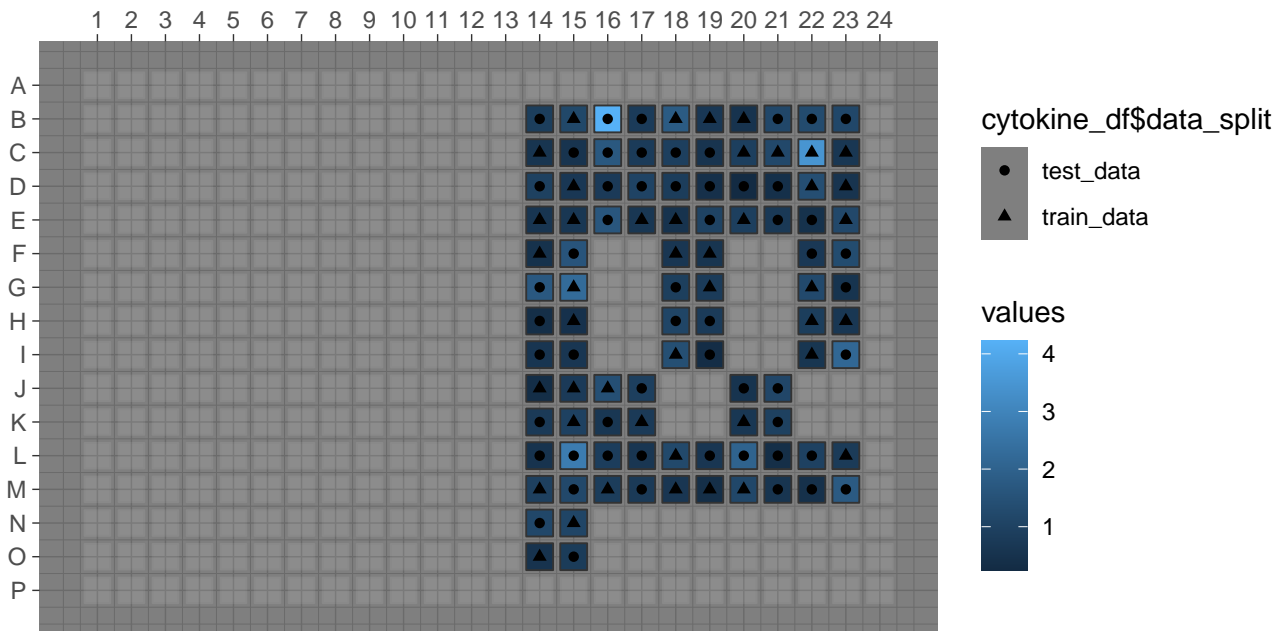 1 2 3 4 5 6 7 8 9 10 11 12 13 14 15 16 17 18 19 20 21 22 23 24
A
B
C
D
E
F
G
H
I
J
K
L
M
N
O
P
cytokine_df$data_split
test_data
train_data
values
4
3
2
1